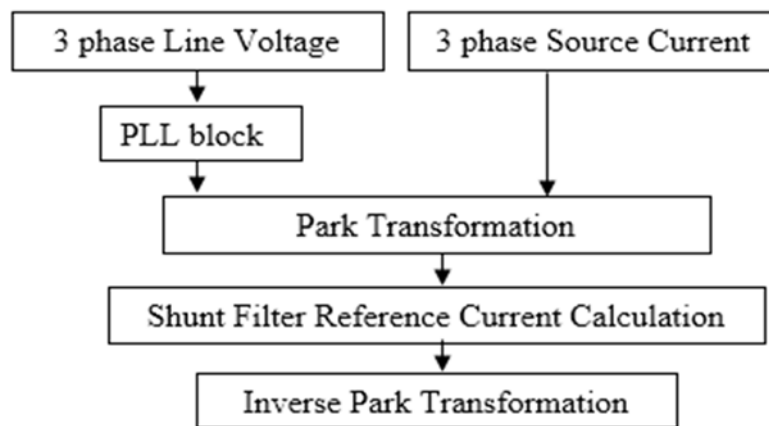 3 phase Line Voltage
3 phase Source Current
PLL block
Park Transformation
Shunt Filter Reference Current Calculation
Inverse Park Transformation